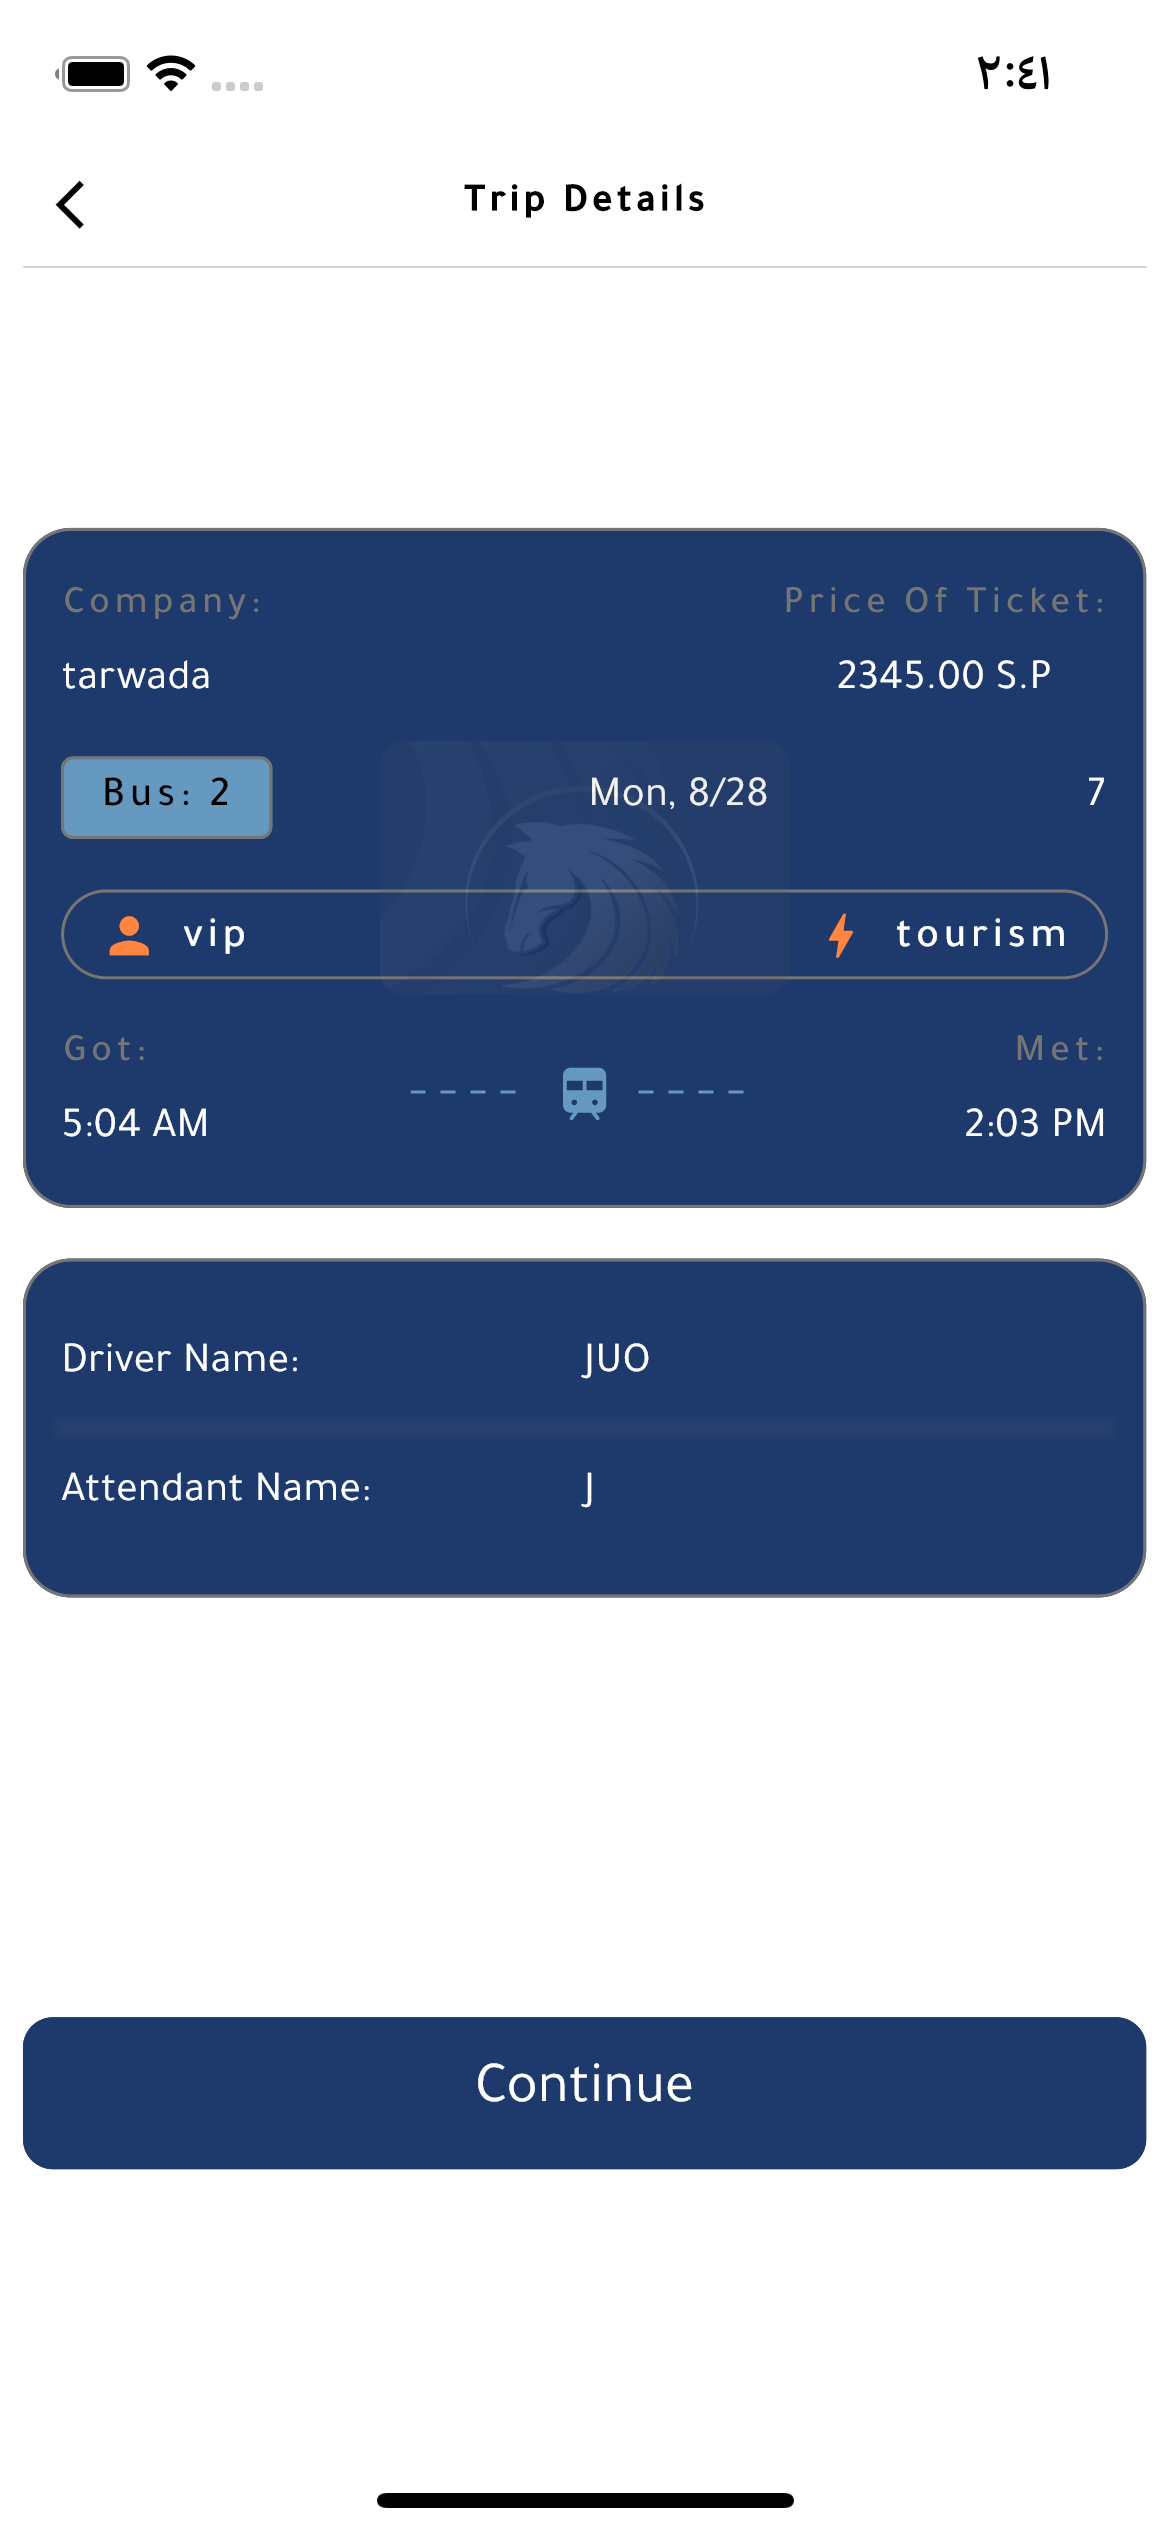 ٢:٤١
Trip Details
Company: Price Of Ticket:
tarwada 2345.00 S.P
Bus: 2 Mon, 8/28 7
vip tourism
Got: Met:
5:04 AM 2:03 PM
Driver Name: JUO
Attendant Name: J
Continue